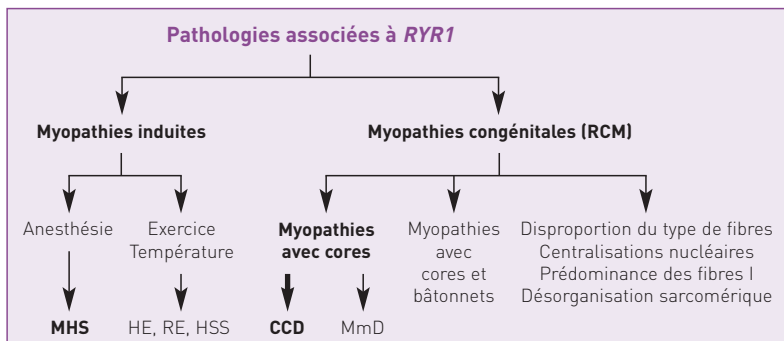 Pathologies associées à RYR1
Myopathies induites
Myopathies congénitales (RCM)
Anesthésie
Exercice
Température
Myopathies
avec cores
Myopathies
avec
cores et
bâtonnets
Disproportion du type de fibres
Centralisations nucléaires
Prédominance des fibres I
Désorganisation sarcomérique
MHS
HE, RE, HSS
CCD
MmD